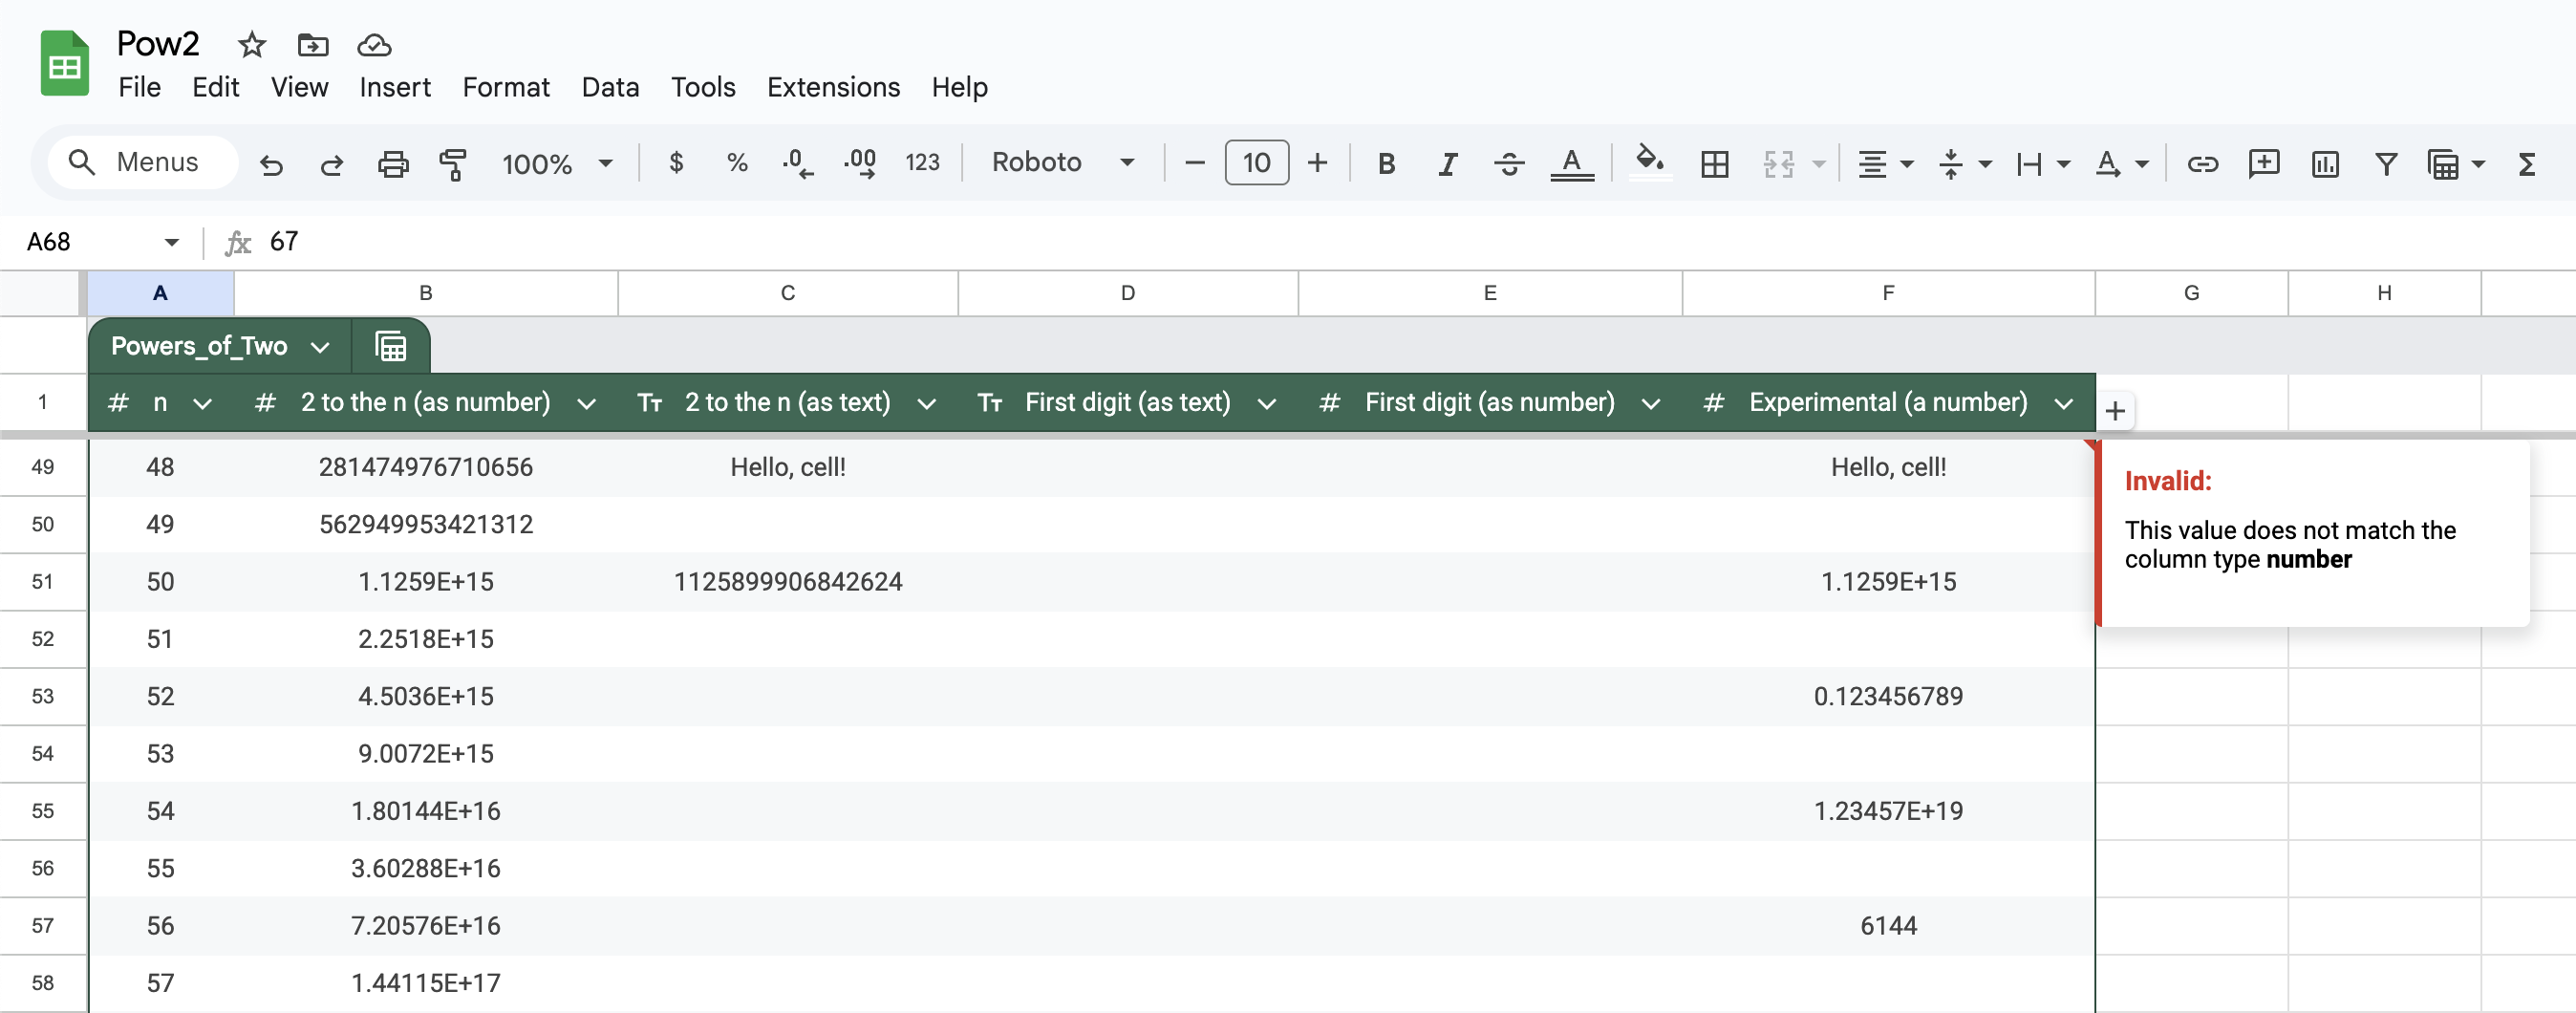 Pow2
File Edit View Insert Format Data Tools Extensions Help
Menus 100% $ % .0 .00 123 Roboto 10 B I S A A Σ
A68 fx 67
A B C D E F G H
Powers_of_Two
1 # n # 2 to the n (as number) Tт 2 to the n (as text) Tт First digit (as text) # First digit (as number) # Experimental (a number) +
49 48 281474976710656 Hello, cell! Hello, cell!
Invalid:
50 49 562949953421312
This value does not match the
column type number
51 50 1.1259E+15 1125899906842624 1.1259E+15
52 51 2.2518E+15
53 52 4.5036E+15 0.123456789
54 53 9.0072E+15
55 54 1.80144E+16 1.23457E+19
56 55 3.60288E+16
57 56 7.20576E+16 6144
58 57 1.44115E+17